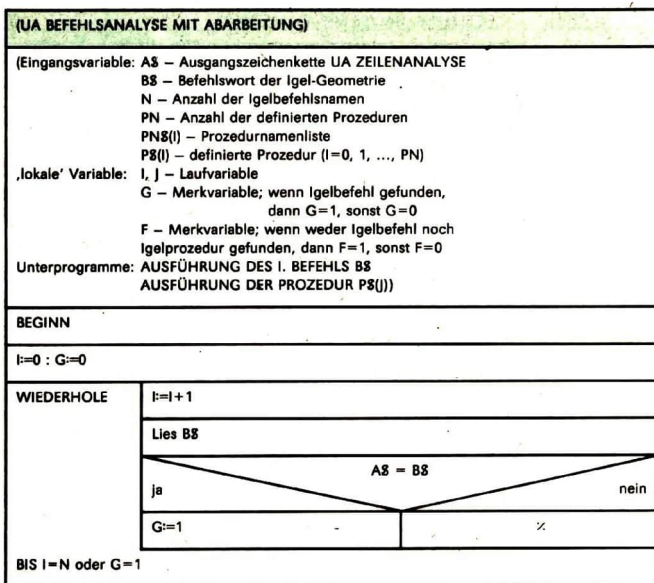 (UA BEFEHLSANALYSE MIT ABARBEITUNG)
(Eingangsvariable: A$ – Ausgangszeichenkette UA ZEILENANALYSE
B$ – Befehlswort der Igel-Geometrie
N – Anzahl der Igelbefehlsnamen
PN – Anzahl der definierten Prozeduren
PN$(I) – Prozedurnamenliste
P$(I) – definierte Prozedur (I=0, 1, ..., PN)
‚lokale' Variable: I, J – Laufvariable
G – Merkvariable; wenn Igelbefehl gefunden,
dann G=1, sonst G=0
F – Merkvariable; wenn weder Igelbefehl noch
Igelprozedur gefunden, dann F=1, sonst F=0
Unterprogramme: AUSFÜHRUNG DES I. BEFEHLS B$
AUSFÜHRUNG DER PROZEDUR P$(J))
BEGINN
I:=0 : G:=0
WIEDERHOLE I:=I+1
Lies B$
A$ = B$
ja nein
G:=1 - ⁒
BIS I=N oder G=1